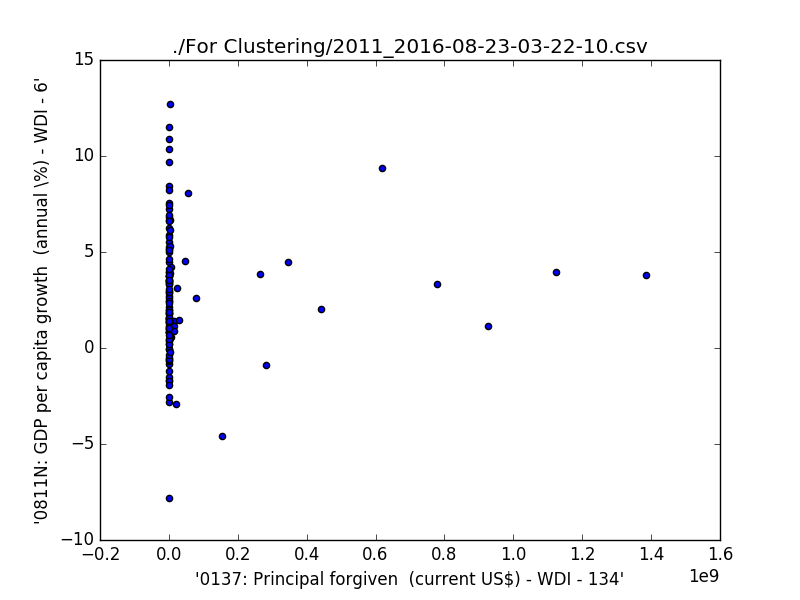 ./For Clustering/2011_2016-08-23-03-22-10.csv
'0811N: GDP per capita growth  (annual \%) - WDI - 6'
15
10
5
0
−5
−10
−0.2 0.0 0.2 0.4 0.6 0.8 1.0 1.2 1.4 1.6
1e9
'0137: Principal forgiven  (current US$) - WDI - 134'